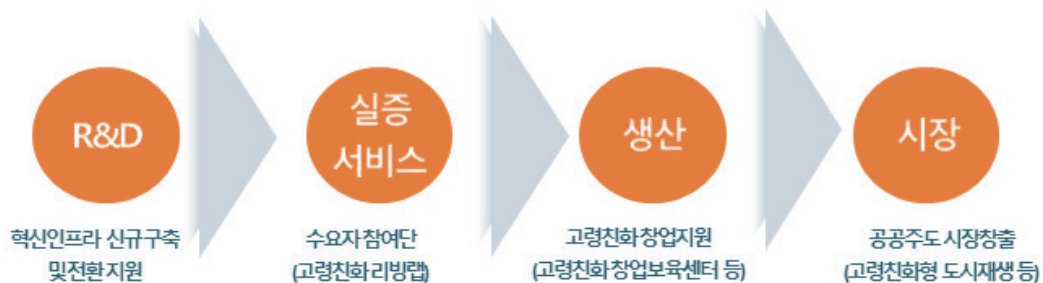 R&D
혁신인프라 신규구축
및전환 지원
실증
서비스
수요자 참여단
(고령친화 리빙랩)
생산
고령친화 창업지원
(고령친화 창업보육센터 등)
시장
공공주도 시장창출
(고령친화형 도시재생 등)